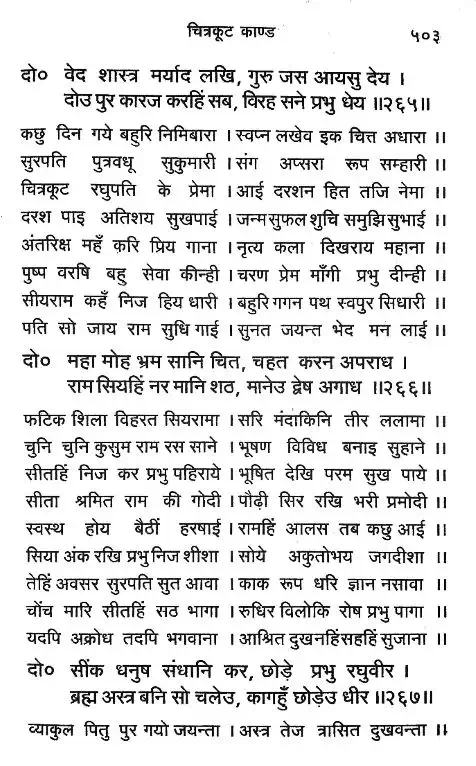 चित्रकूट काण्ड ५०३
दो० वेद शास्त्र मर्याद लखि, गुरु जस आयसु देय ।
दोउ पुर कारज करहिं सब, विरह सने प्रभु धेय ॥२६५॥
कछु दिन गये बहुरि निमिबारा । स्वप्न लखेव इक चित्त अधारा ॥
सुरपति पुत्रवधू सुकुमारी । संग अप्सरा रूप सम्हारी ॥
चित्रकूट रघुपति के प्रेमा । आई दरशन हित तजि नेमा ॥
दरश पाइ अतिशय सुखपाई । जन्मसुफल शुचि समुझि सुभाई ॥
अंतरिक्ष महँ करि प्रिय गाना । नृत्य कला दिखराय महाना ॥
पुष्प वरषि बहु सेवा कीन्ही । चरण प्रेम माँगी प्रभु दीन्ही ॥
सीयराम कहँ निज हिय धारी । बहुरि गगन पथ स्वपुर सिधारी ॥
पति सो जाय राम सुधि गाई । सुनत जयन्त भेद मन लाई ॥
दो० महा मोह भ्रम सानि चित, चहत करन अपराध ।
राम सियहिं नर मानि शठ, मानेउ द्वेष अगाध ॥२६६॥
फटिक शिला विहरत सियरामा । सरि मंदाकिनि तीर ललामा ॥
चुनि चुनि कुसुम राम रस साने । भूषण विविध बनाइ सुहाने ॥
सीतहिं निज कर प्रभु पहिराये । भूषित देखि परम सुख पाये ॥
सीता श्रमित राम की गोदी । पौढ़ी सिर रखि भरी प्रमोदी ॥
स्वस्थ होय बैठीं हरषाई । रामहिं आलस तब कछु आई ॥
सिया अंक रखि प्रभु निज शीशा । सोये अकुतोभय जगदीशा ॥
तेहिं अवसर सुरपति सुत आवा । काक रूप धरि ज्ञान नसावा ॥
चोंच मारि सीतहिं सठ भागा । रुधिर विलोकि रोष प्रभु पागा ॥
यदपि अक्रोध तदपि भगवाना । आश्रित दुखनहिंसहहिं सुजाना ॥
दो० सींक धनुष संधानि कर, छोड़े प्रभु रघुवीर ।
ब्रह्म अस्त्र बनि सो चलेउ, कागहुँ छोड़ेउ धीर ॥२६७॥
व्याकुल पितु पुर गयो जयन्ता । अस्त्र तेज त्रासित दुखवन्ता ॥